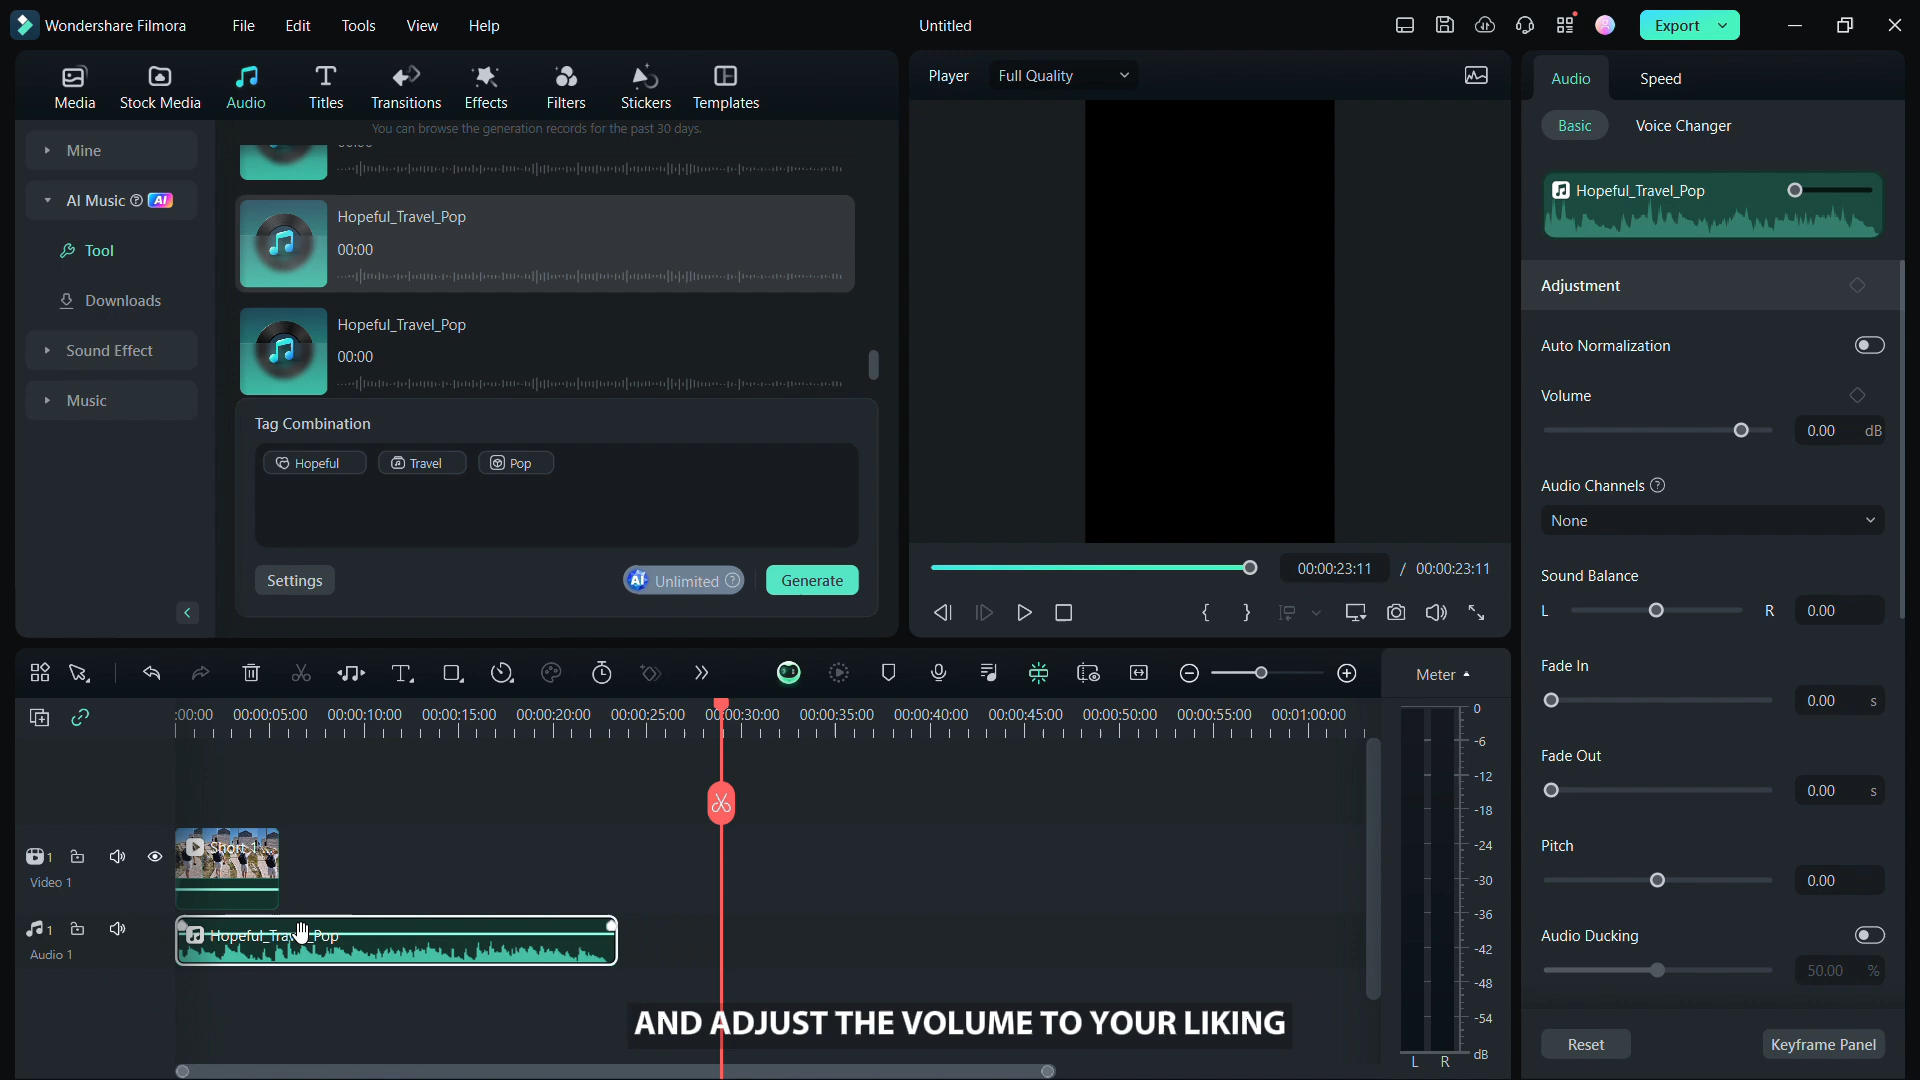 Wondershare Filmora
File
Edit
Tools
View
Help
Untitled
Export
Media
Stock Media
Audio
Titles
Transitions
Effects
Filters
Stickers
Templates
Player
Full Quality
Audio
Speed
Basic
Voice Changer
You can browse the generation records for the past 30 days.
Mine
AI Music
AI
Tool
Downloads
Sound Effect
Music
Hopeful_Travel_Pop
00:00
Hopeful_Travel_Pop
00:00
Tag Combination
Hopeful
Travel
Pop
Settings
AI Unlimited
Generate
00:00:23:11 / 00:00:23:11
Hopeful_Travel_Pop
Adjustment
Auto Normalization
Volume
0.00 dB
Audio Channels
None
Sound Balance
L
R
0.00
Fade In
0.00 s
Fade Out
0.00 s
Pitch
0.00
Audio Ducking
50.00 %
Reset
Keyframe Panel
Meter
:00:00
00:00:05:00
00:00:10:00
00:00:15:00
00:00:20:00
00:00:25:00
00:00:30:00
00:00:35:00
00:00:40:00
00:00:45:00
00:00:50:00
00:00:55:00
00:01:00:00
1
Video 1
Short 1 ...
1
Audio 1
Hopeful_Travel_Pop
0
-6
-12
-18
-24
-30
-36
-42
-48
-54
dB
L
R
AND ADJUST THE VOLUME TO YOUR LIKING